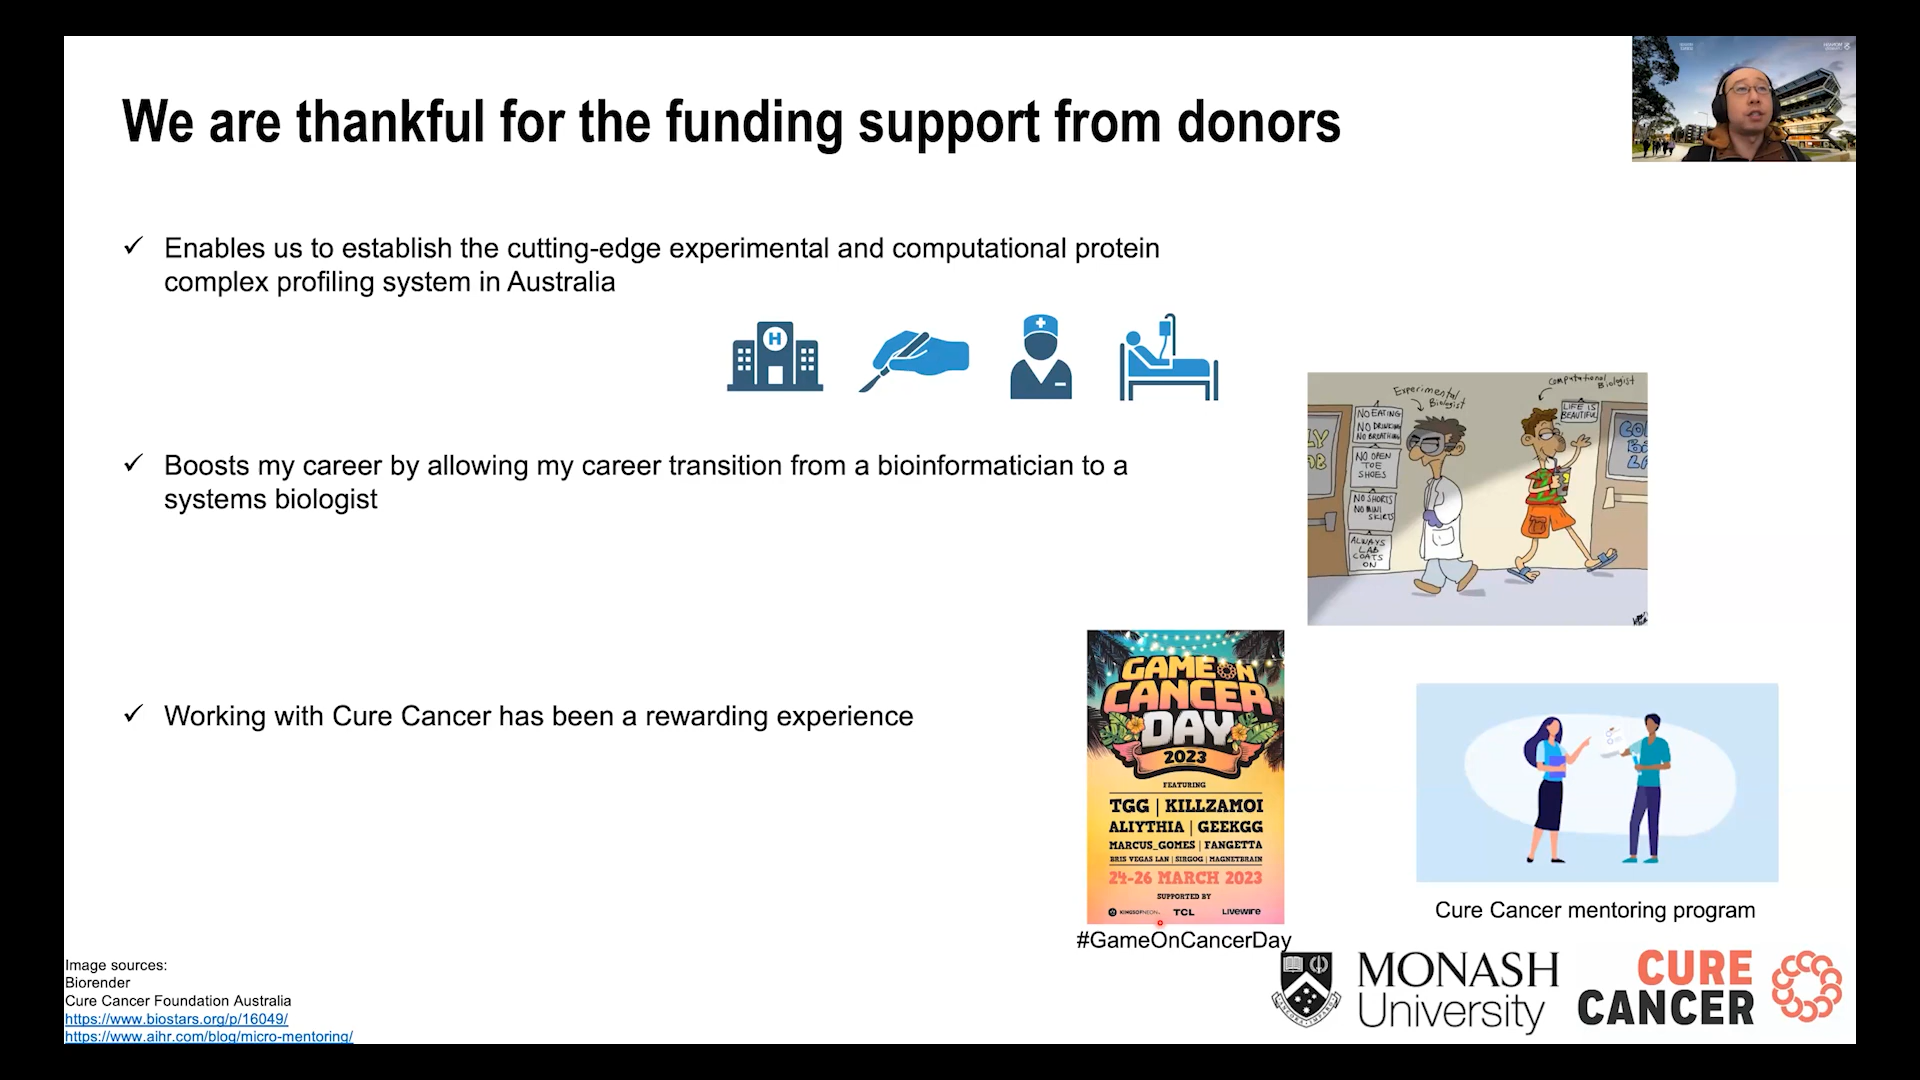 We are thankful for the funding support from donors
✓ Enables us to establish the cutting-edge experimental and computational protein
complex profiling system in Australia
H
✓ Boosts my career by allowing my career transition from a bioinformatician to a
systems biologist
Experimental
Biologist
Computational
Biologist
NO EATING
NO DRINKING
NO BREATHING
NO OPEN
TOE
SHOES
NO SHORTS
NO MINI
SKIRTS
ALWAYS
LAB
COATS
ON
LIFE IS
BEAUTIFUL
✓ Working with Cure Cancer has been a rewarding experience
GAME ON
CANCER
DAY
2023
FEATURING
TGG | KILLZAMOI
ALIYTHIA | GEEKGG
MARCUS_GOMES | FANGETTA
BRIS VEGAS LAN | SIRGOG | MAGNETBRAIN
24-26 MARCH 2023
SUPPORTED BY
KINGSOFNEON TCL LIVEWIRE
#GameOnCancerDay
Cure Cancer mentoring program
Image sources:
Biorender
Cure Cancer Foundation Australia
https://www.biostars.org/p/16049/
https://www.aihr.com/blog/micro-mentoring/
MONASH
University
CURE
CANCER